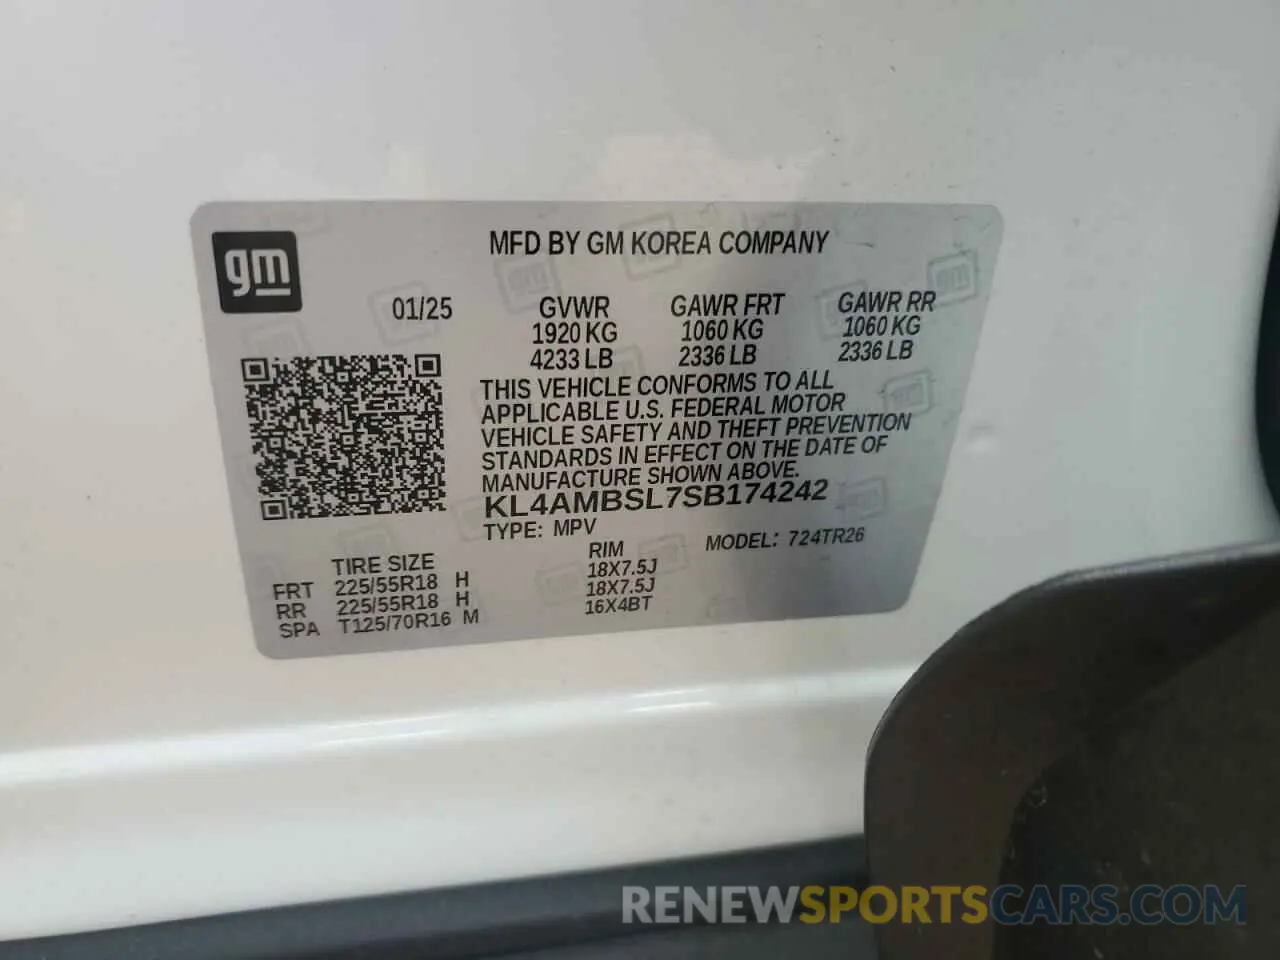 gm
MFD BY GM KOREA COMPANY
01/25 GVWR GAWR FRT GAWR RR
1920 KG 1060 KG 1060 KG
4233 LB 2336 LB 2336 LB
THIS VEHICLE CONFORMS TO ALL
APPLICABLE U.S. FEDERAL MOTOR
VEHICLE SAFETY AND THEFT PREVENTION
STANDARDS IN EFFECT ON THE DATE OF
MANUFACTURE SHOWN ABOVE.
KL4AMBSL7SB174242
TYPE: MPV MODEL: 724TR26
TIRE SIZE RIM
FRT 225/55R18 H 18X7.5J
RR 225/55R18 H 18X7.5J
SPA T125/70R16 M 16X4BT
RENEWSPORTSCARS.COM